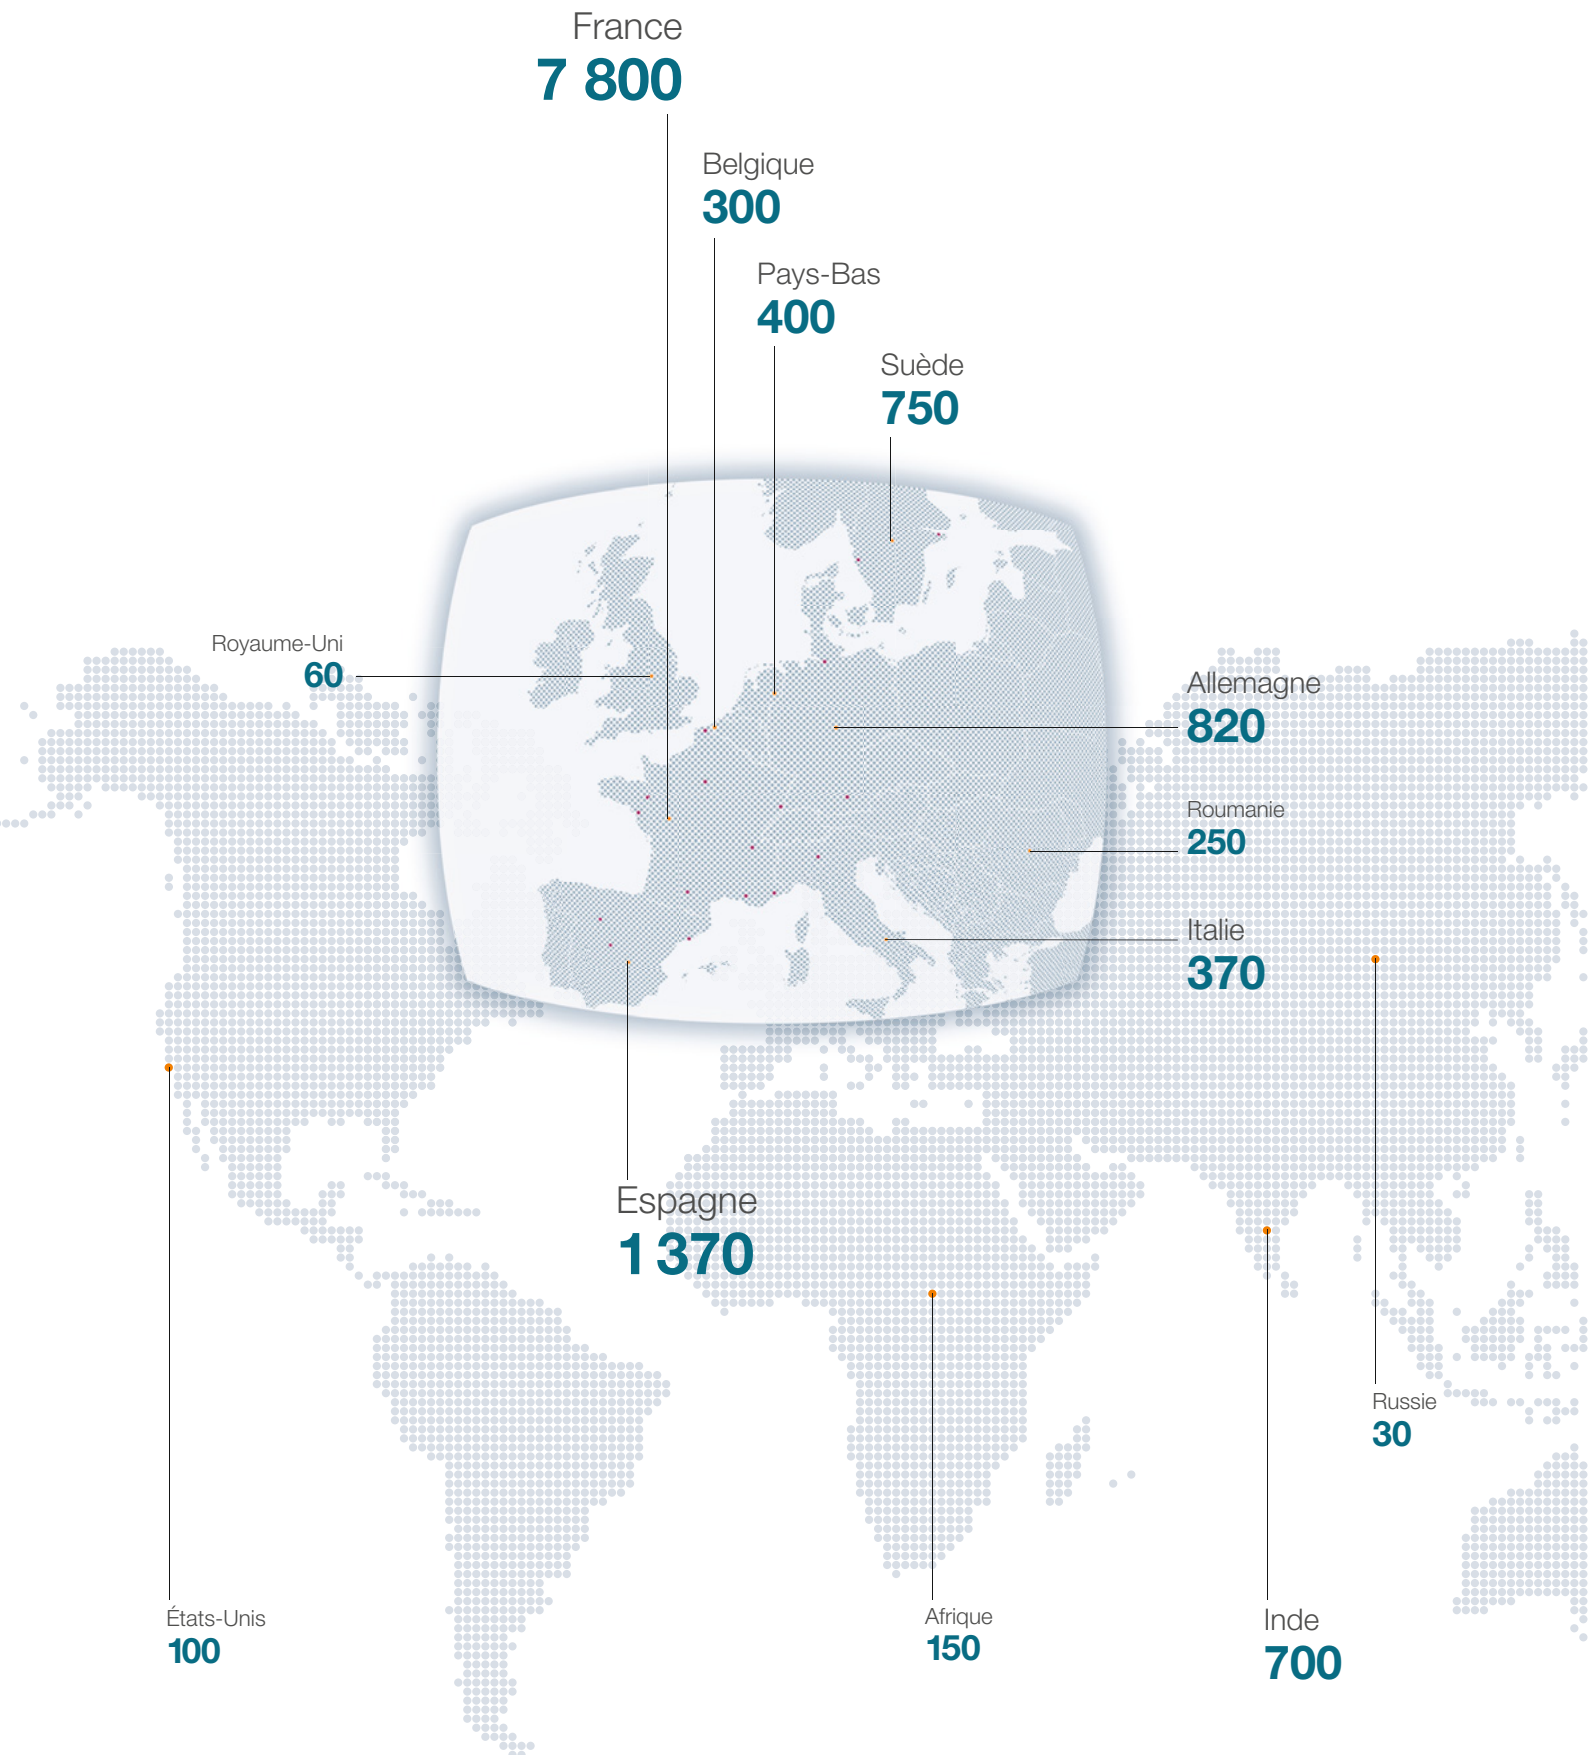 France
7 800
Belgique
300
Pays-Bas
400
Suède
750
Royaume-Uni
60
Allemagne
820
Roumanie
250
Italie
370
Espagne
1 370
Russie
30
États-Unis
100
Afrique
150
Inde
700